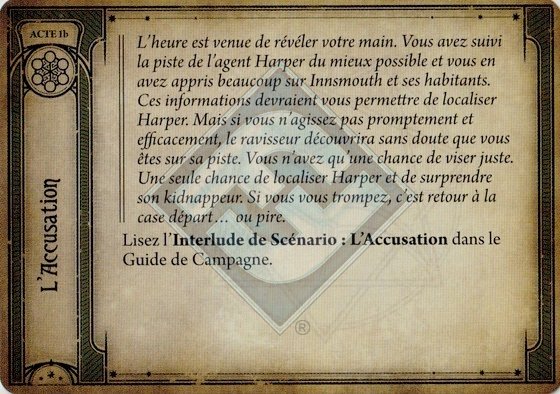 ACTE 1b
L'Accusation
L'heure est venue de révéler votre main. Vous avez suivi
la piste de l'agent Harper du mieux possible et vous en
avez appris beaucoup sur Innsmouth et ses habitants.
Ces informations devraient vous permettre de localiser
Harper. Mais si vous n'agissez pas promptement et
efficacement, le ravisseur découvrira sans doute que vous
êtes sur sa piste. Vous n'avez qu'une chance de viser juste.
Une seule chance de localiser Harper et de surprendre
son kidnappeur. Si vous vous trompez, c'est retour à la
case départ… ou pire.
Lisez l'Interlude de Scénario : L'Accusation dans le
Guide de Campagne.
®